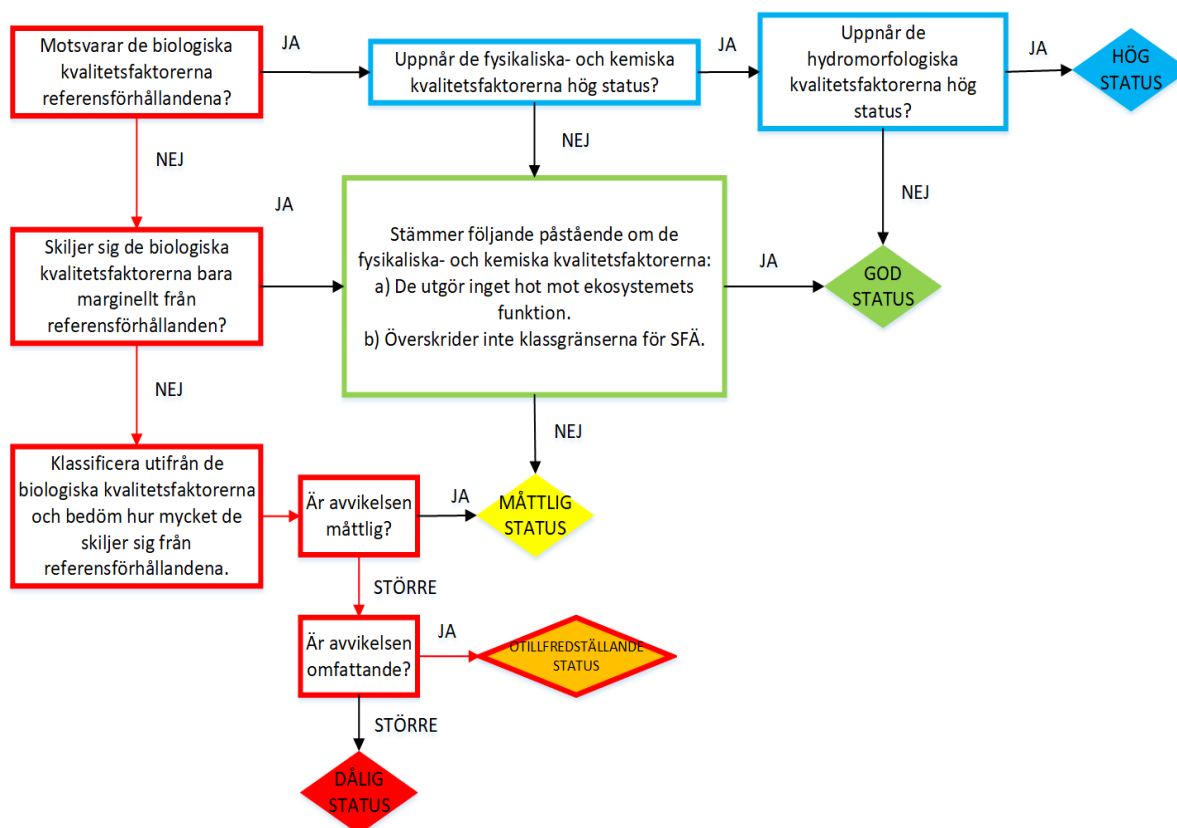 Motsvarar de biologiska
kvalitetsfaktorerna
referensförhållandena?
JA
Uppnår de fysikaliska- och kemiska
kvalitetsfaktorerna hög status?
JA
Uppnår de
hydromorfologiska
kvalitetsfaktorerna hög
status?
JA
HÖG
STATUS
NEJ
NEJ
NEJ
Skiljer sig de biologiska
kvalitetsfaktorerna bara
marginellt från
referensförhållanden?
JA
Stämmer följande påstående om de
fysikaliska- och kemiska kvalitetsfaktorerna:
a) De utgör inget hot mot ekosystemets
funktion.
b) Överskrider inte klassgränserna för SFÄ.
JA
GOD
STATUS
NEJ
NEJ
Klassificera utifrån de
biologiska kvalitetsfaktorerna
och bedöm hur mycket de
skiljer sig från
referensförhållandena.
Är avvikelsen
måttlig?
JA
MÅTTLIG
STATUS
STÖRRE
Är avvikelsen
omfattande?
JA
OTILLFREDSTÄLLANDE
STATUS
STÖRRE
DÅLIG
STATUS